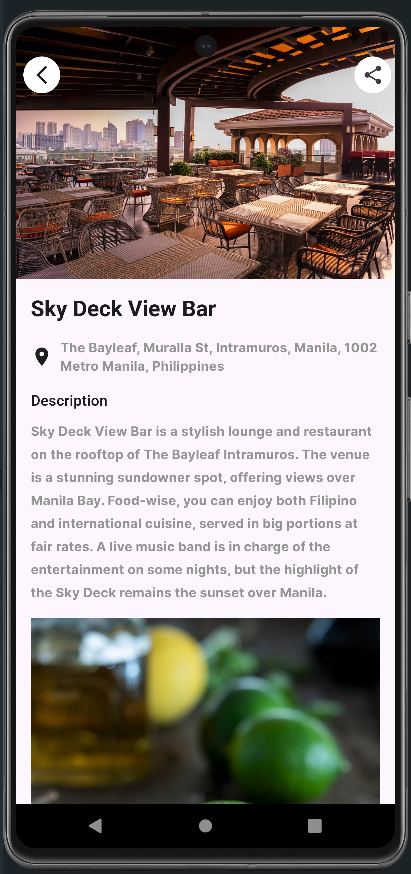 Sky Deck View Bar
The Bayleaf, Muralla St, Intramuros, Manila, 1002
Metro Manila, Philippines
Description
Sky Deck View Bar is a stylish lounge and restaurant
on the rooftop of The Bayleaf Intramuros. The venue
is a stunning sundowner spot, offering views over
Manila Bay. Food-wise, you can enjoy both Filipino
and international cuisine, served in big portions at
fair rates. A live music band is in charge of the
entertainment on some nights, but the highlight of
the Sky Deck remains the sunset over Manila.